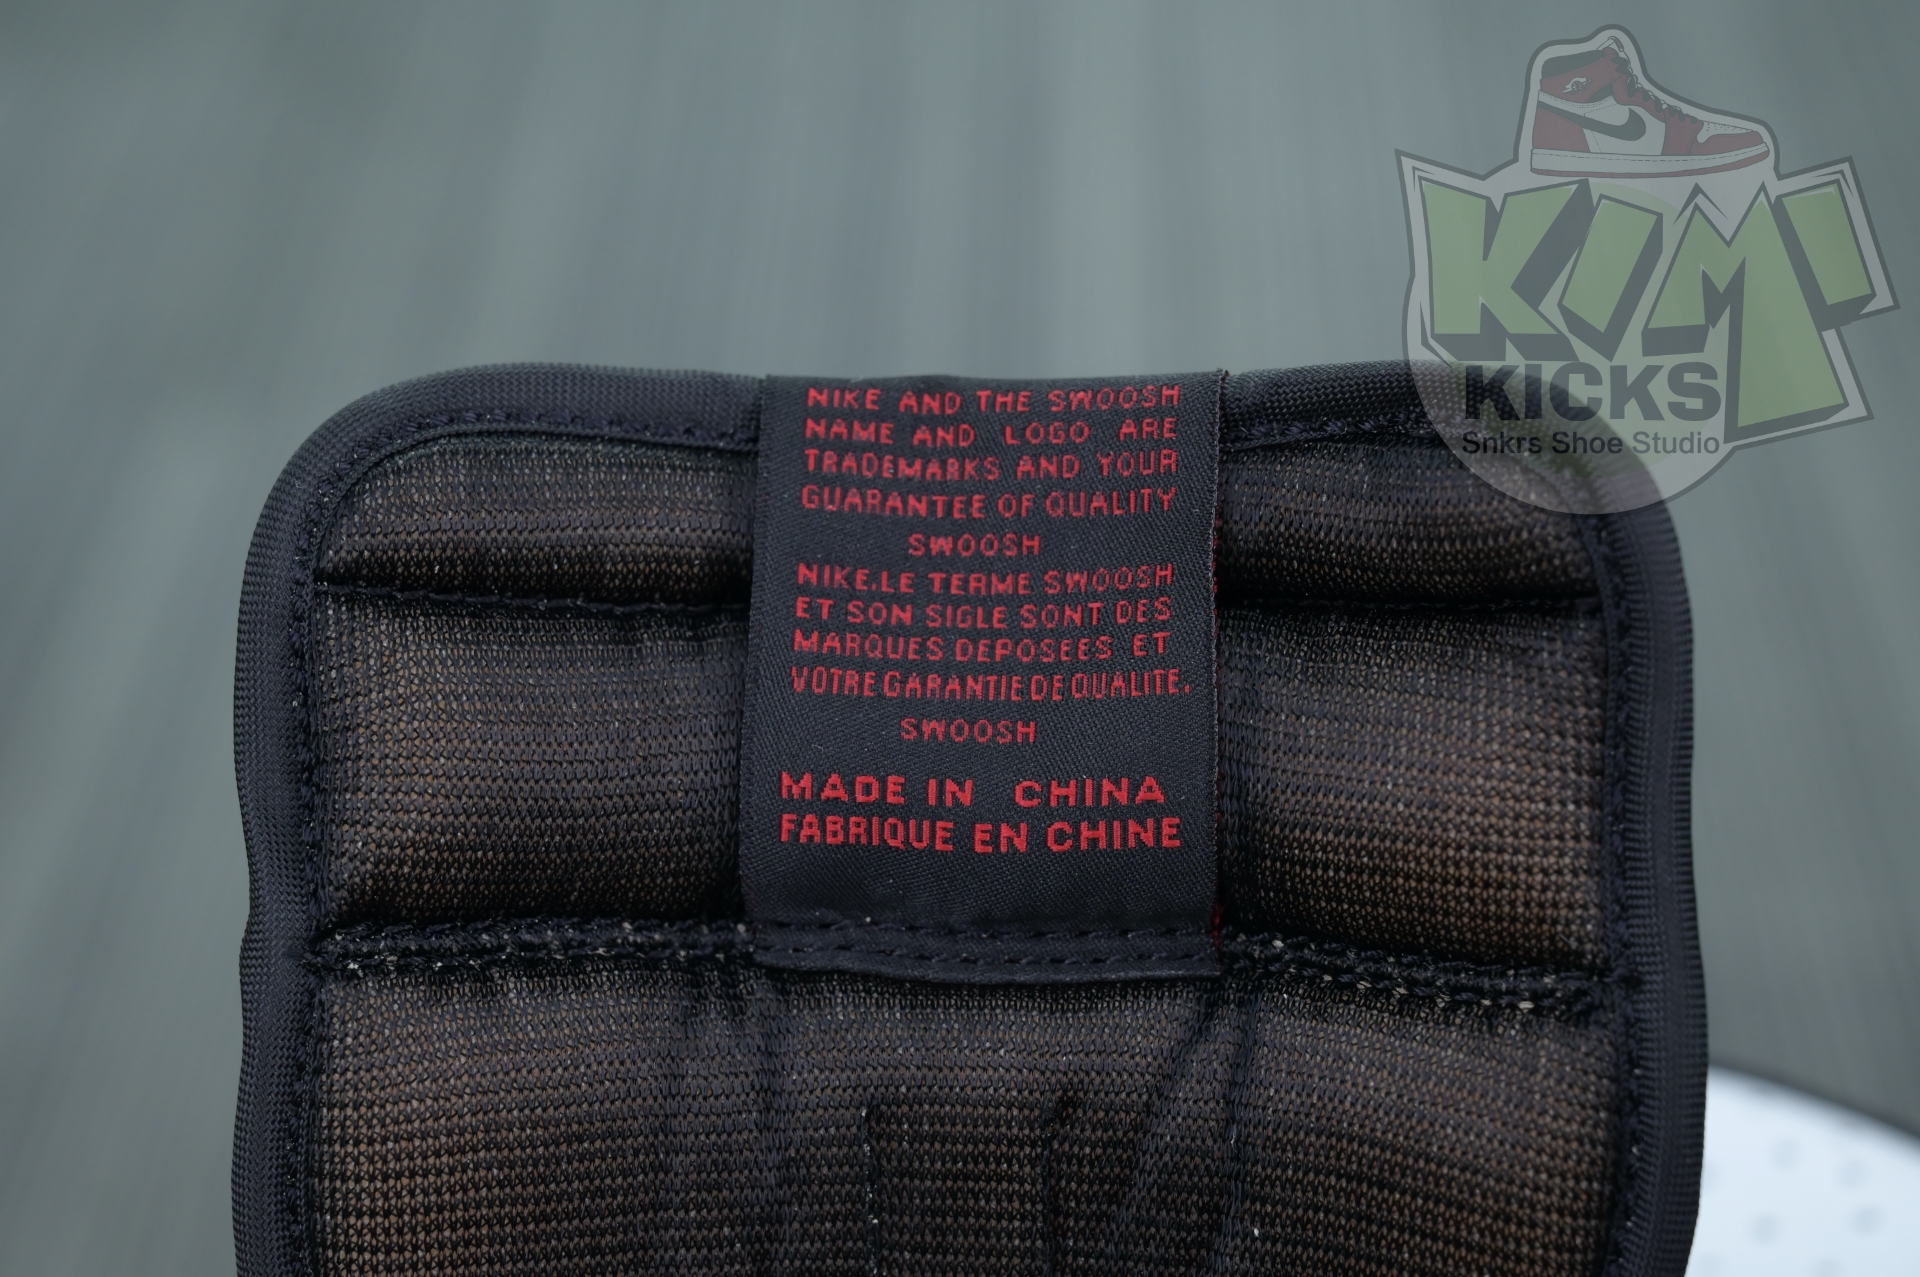 KIM'
KICKS
Snkrs Shoe Studio
NIKE AND THE SWOOSH
NAME AND LOGO ARE
TRADEMARKS AND YOUR
GUARANTEE OF QUALITY
SWOOSH
NIKE.LE TERME SWOOSH
ET SON SIGLE SONT DES
MARQUES DEPOSEES ET
VOTRE GARANTIE DE QUALITE.
SWOOSH
MADE IN CHINA
FABRIQUE EN CHINE